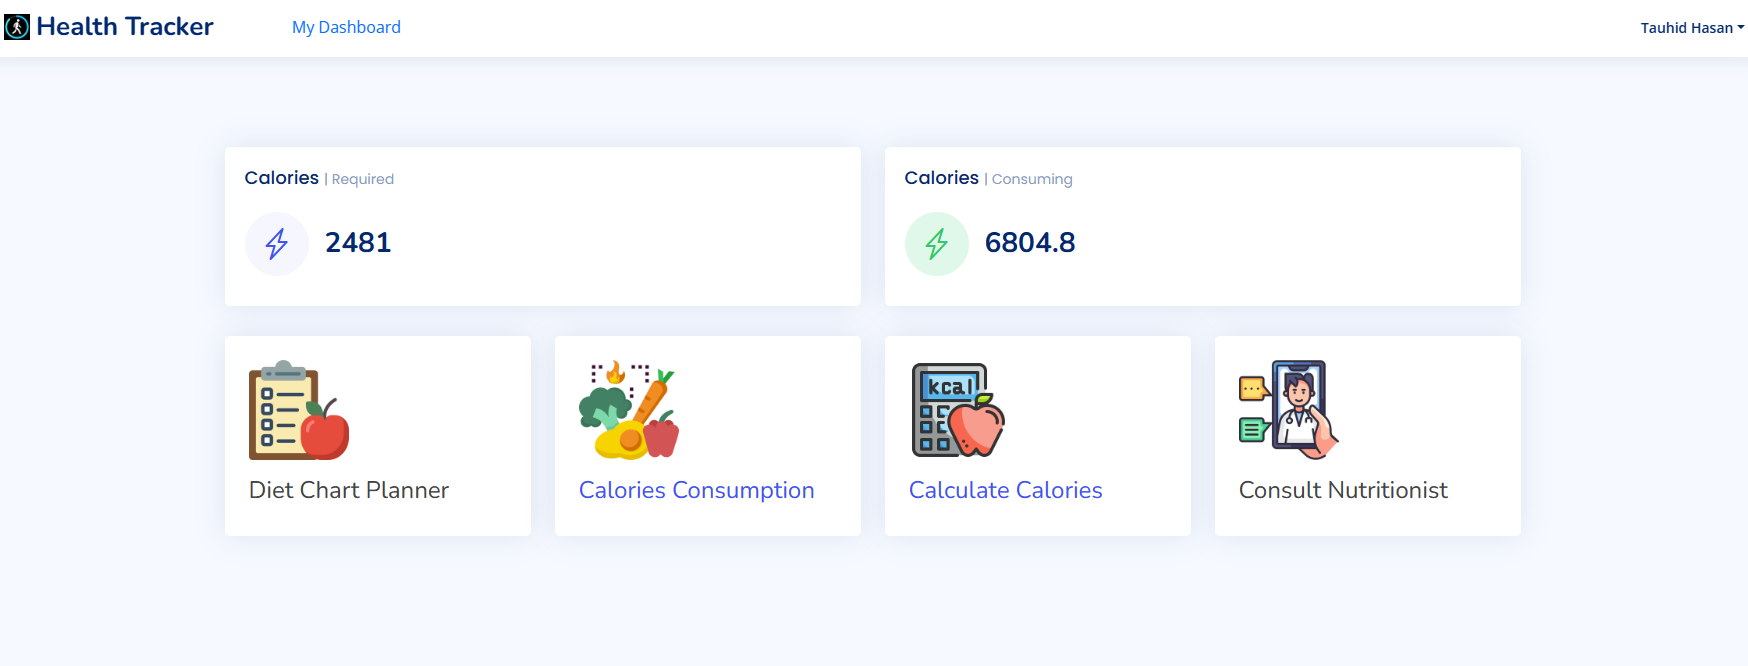 Health Tracker
My Dashboard
Tauhid Hasan
Calories | Required
2481
Calories | Consuming
6804.8
kcal
Diet Chart Planner
Calories Consumption
Calculate Calories
Consult Nutritionist